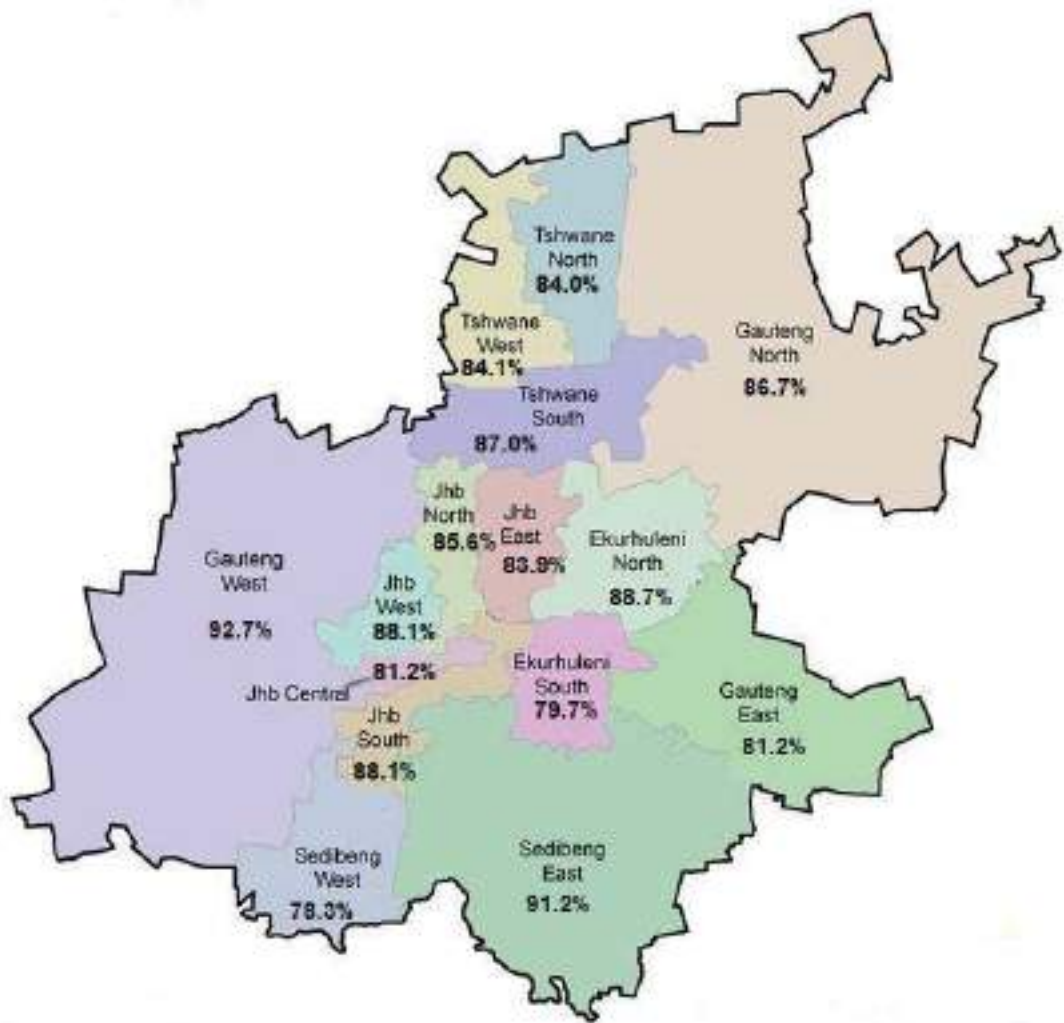 Tshwane
North
84.0%
Tshwane
West
84.1%
Gauteng
North
86.7%
Tshwane
South
87.0%
Jhb
North
85.6%
Jhb
East
83.9%
Ekurhuleni
North
88.7%
Gauteng
West
92.7%
Jhb
West
88.1%
81.2%
Jhb Central
Ekurhuleni
South
79.7%
Gauteng
East
81.2%
Jhb
South
88.1%
Sedibeng
West
78.3%
Sedibeng
East
91.2%